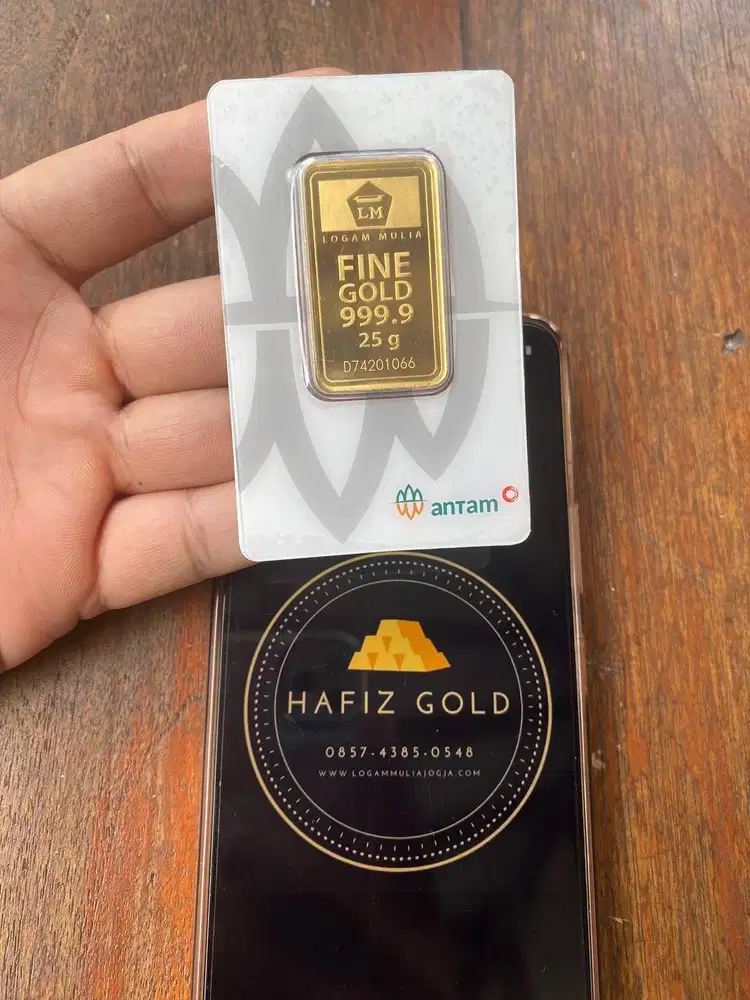 LM
LOGAM MULIA
FINE
GOLD
999.9
25 g
D74201066
antam
HAFIZ GOLD
0857-4385-0548
WWW.LOGAMMULIAJOGJA.COM